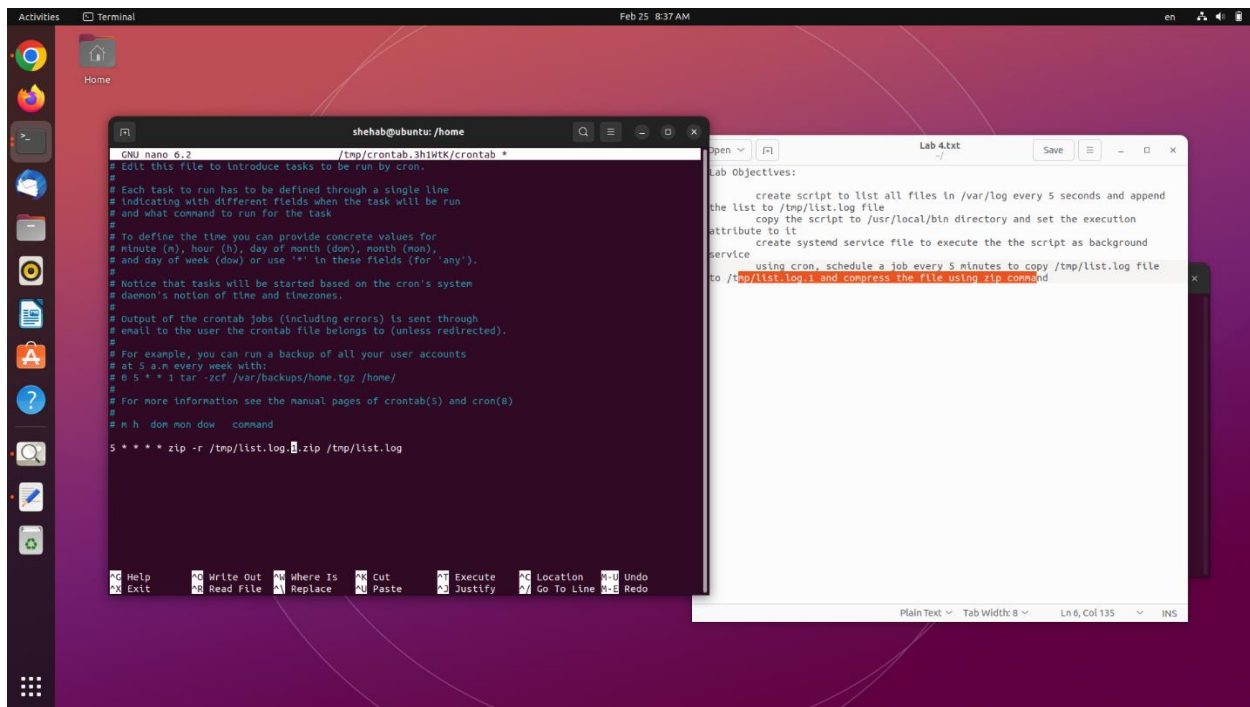 Activities
Terminal
Feb 25 8:37 AM
en
Home
shehab@ubuntu: /home
GNU nano 6.2 /tmp/crontab.3h1WtK/crontab *
# Edit this file to introduce tasks to be run by cron.
#
# Each task to run has to be defined through a single line
# indicating with different fields when the task will be run
# and what command to run for the task
#
# To define the time you can provide concrete values for
# minute (m), hour (h), day of month (dom), month (mon),
# and day of week (dow) or use '*' in these fields (for 'any').
#
# Notice that tasks will be started based on the cron's system
# daemon's notion of time and timezones.
#
# Output of the crontab jobs (including errors) is sent through
# email to the user the crontab file belongs to (unless redirected).
#
# For example, you can run a backup of all your user accounts
# at 5 a.m every week with:
# 0 5 * * 1 tar -zcf /var/backups/home.tgz /home/
#
# For more information see the manual pages of crontab(5) and cron(8)
#
# m h  dom mon dow   command
5 * * * * zip -r /tmp/list.log.1.zip /tmp/list.log
^G Help ^O Write Out ^W Where Is ^K Cut ^T Execute ^C Location M-U Undo
^X Exit ^R Read File ^\ Replace ^U Paste ^J Justify ^/ Go To Line M-E Redo
Open
Lab 4.txt
~/
Save
Lab Objectives:
create script to list all files in /var/log every 5 seconds and append
the list to /tmp/list.log file
copy the script to /usr/local/bin directory and set the execution
attribute to it
create systemd service file to execute the the script as background
service
using cron, schedule a job every 5 minutes to copy /tmp/list.log file
to /tmp/list.log.1 and compress the file using zip command
Plain Text Tab Width: 8 Ln 6, Col 135 INS